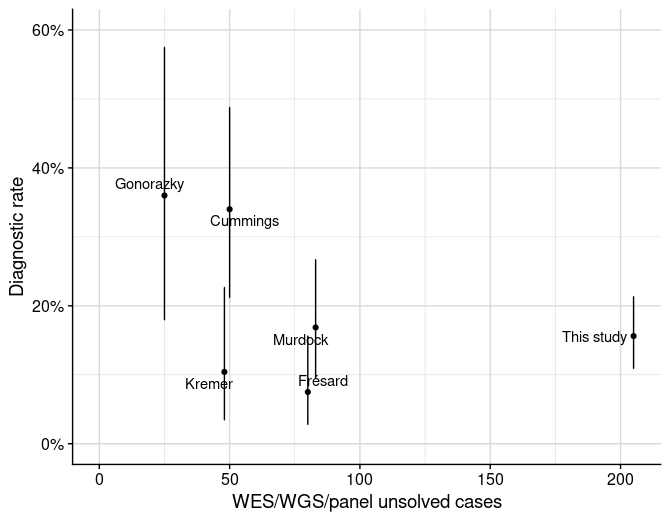 60%
40%
20%
0%
Diagnostic rate
Gonorazky
Cummings
Murdock
This study
Kremer
Frésard
0
50
100
150
200
WES/WGS/panel unsolved cases